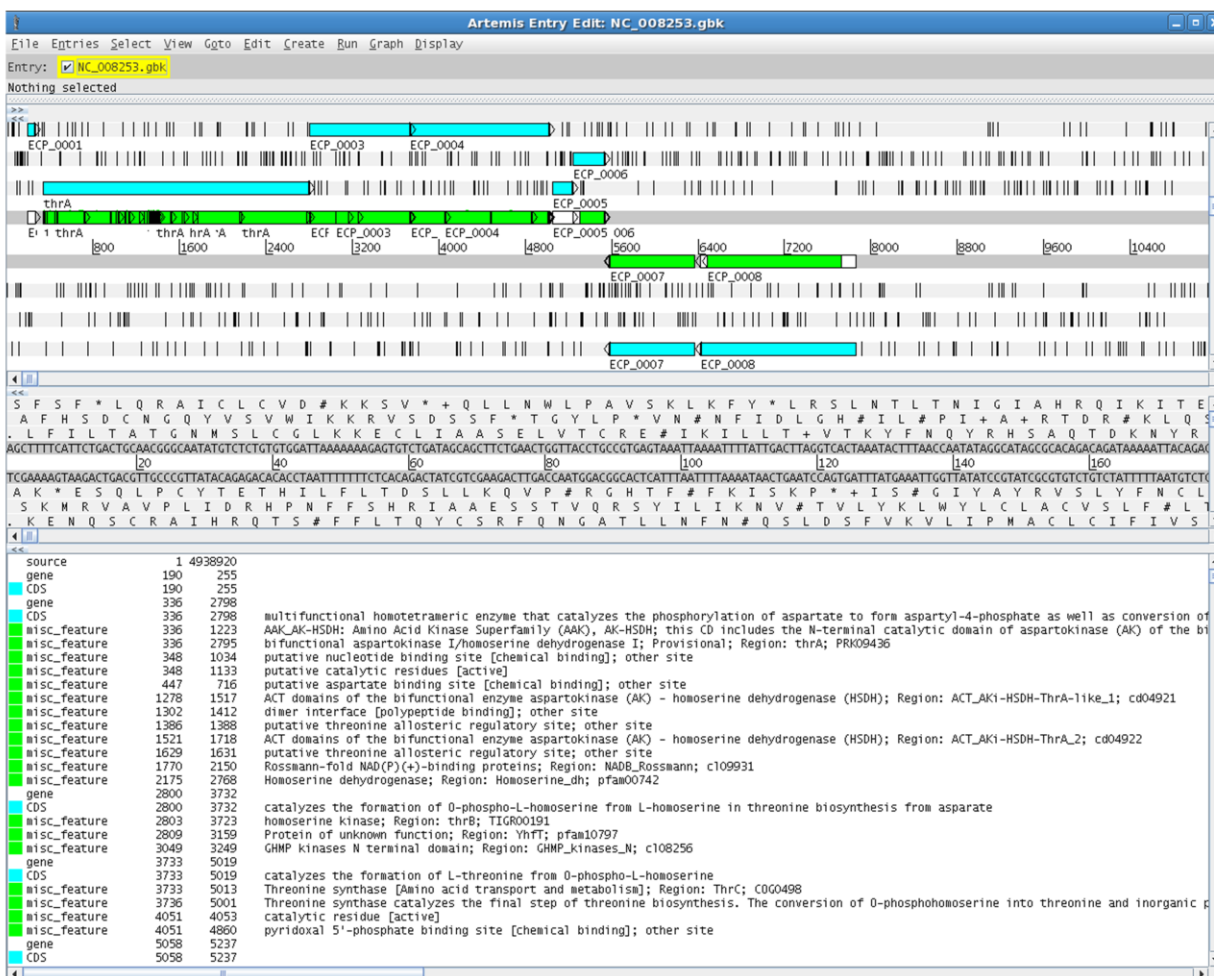 Artemis Entry Edit: NC_008253.gbk
File Entries Select View Goto Edit Create Run Graph Display
Entry: NC_008253.gbk
Nothing selected
>>
<<
ECP_0001 ECP_0003 ECP_0004
ECP_0006
thrA ECP_0005
thrA thrA hrA thrA ECF ECP_0003 ECP_ ECP_0004 ECP_0005 006
800 1600 2400 3200 4000 4800 5600 6400 7200 8000 8800 9600 10400
ECP_0007 ECP_0008
ECP_0007 ECP_0008
<<
S F S F * L Q R A I C L C V D # K K S V * + Q L L N W L P A V S K L K F Y * L R S L N T L T N I G I A H R Q I K I T E
A F H S D C N G Q Y V S V W I K K R V S D S S F * T G Y L P * V N # N F I D L G H # I L # P I + A + R T D R # K L Q S
. L F I L T A T G N M S L C G L K K E C L I A A S E L V T C R E # I K I L L T + V T K Y F N Q Y R H S A Q T D K N Y R
AGCTTTTCATTCTGACTGCAACGGGCAATATGTCTCTGTGTGGATTAAAAAAAGAGTGTCTGATAGCAGCTTCTGAACTGGTTACCTGCCGTGAGTAAATTAAAATTTTATTGACTTAGGTCACTAAATACTTTAACCAATATAGGCATAGCGCACAGACAGATAAAAATTACAGAG
20 40 60 80 100 120 140 160
TCGAAAAGTAAGACTGACGTTGCCCGTTATACAGAGACACACCTAATTTTTTTCTCACAGACTATCGTCGAAGACTTGACCAATGGACGGCACTCATTTAATTTTAAAATAACTGAATCCAGTGATTTATGAAATTGGTTATATCCGTATCGCGTGTCTGTCTATTTTTAATGTCTC
A K * E S Q L P C Y T E T H I L F L T D S L L K Q V P # R G H T F # F K I S K P * + I S # G I Y A Y R V S L Y F N C L
S K M R V A V P L I D R H P N F F S H R I A A E S S T V Q R S Y I L I K N V # T V L Y K L W Y L C L A C V S L F # L T
. K E N Q S C R A I H R Q T S # F F L T Q Y C S R F Q N G A T L L N F N # Q S L D S F V K V L I P M A C L C I F I V S
<<
source 1 4938920
gene 190 255
CDS 190 255
gene 336 2798
CDS 336 2798 multifunctional homotetrameric enzyme that catalyzes the phosphorylation of aspartate to form aspartyl-4-phosphate as well as conversion of
misc_feature 336 1223 AAK_AK-HSDH: Amino Acid Kinase Superfamily (AAK), AK-HSDH; this CD includes the N-terminal catalytic domain of aspartokinase (AK) of the bi
misc_feature 336 2795 bifunctional aspartokinase I/homoserine dehydrogenase I; Provisional; Region: thrA; PRK09436
misc_feature 348 1034 putative nucleotide binding site [chemical binding]; other site
misc_feature 348 1133 putative catalytic residues [active]
misc_feature 447 716 putative aspartate binding site [chemical binding]; other site
misc_feature 1278 1517 ACT domains of the bifunctional enzyme aspartokinase (AK) - homoserine dehydrogenase (HSDH); Region: ACT_AKi-HSDH-ThrA-like_1; cd04921
misc_feature 1302 1412 dimer interface [polypeptide binding]; other site
misc_feature 1386 1388 putative threonine allosteric regulatory site; other site
misc_feature 1521 1718 ACT domains of the bifunctional enzyme aspartokinase (AK) - homoserine dehydrogenase (HSDH); Region: ACT_AKi-HSDH-ThrA_2; cd04922
misc_feature 1629 1631 putative threonine allosteric regulatory site; other site
misc_feature 1770 2150 Rossmann-fold NAD(P)(+)-binding proteins; Region: NADB_Rossmann; cl09931
misc_feature 2175 2768 Homoserine dehydrogenase; Region: Homoserine_dh; pfam00742
gene 2800 3732
CDS 2800 3732 catalyzes the formation of O-phospho-L-homoserine from L-homoserine in threonine biosynthesis from asparate
misc_feature 2803 3723 homoserine kinase; Region: thrB; TIGR00191
misc_feature 2809 3159 Protein of unknown function; Region: YhfT; pfam10797
misc_feature 3049 3249 GHMP kinases N terminal domain; Region: GHMP_kinases_N; cl08256
gene 3733 5019
CDS 3733 5019 catalyzes the formation of L-threonine from O-phospho-L-homoserine
misc_feature 3733 5013 Threonine synthase [Amino acid transport and metabolism]; Region: ThrC; COG0498
misc_feature 3736 5001 Threonine synthase catalyzes the final step of threonine biosynthesis. The conversion of O-phosphohomoserine into threonine and inorganic p
misc_feature 4051 4053 catalytic residue [active]
misc_feature 4051 4860 pyridoxal 5'-phosphate binding site [chemical binding]; other site
gene 5058 5237
CDS 5058 5237